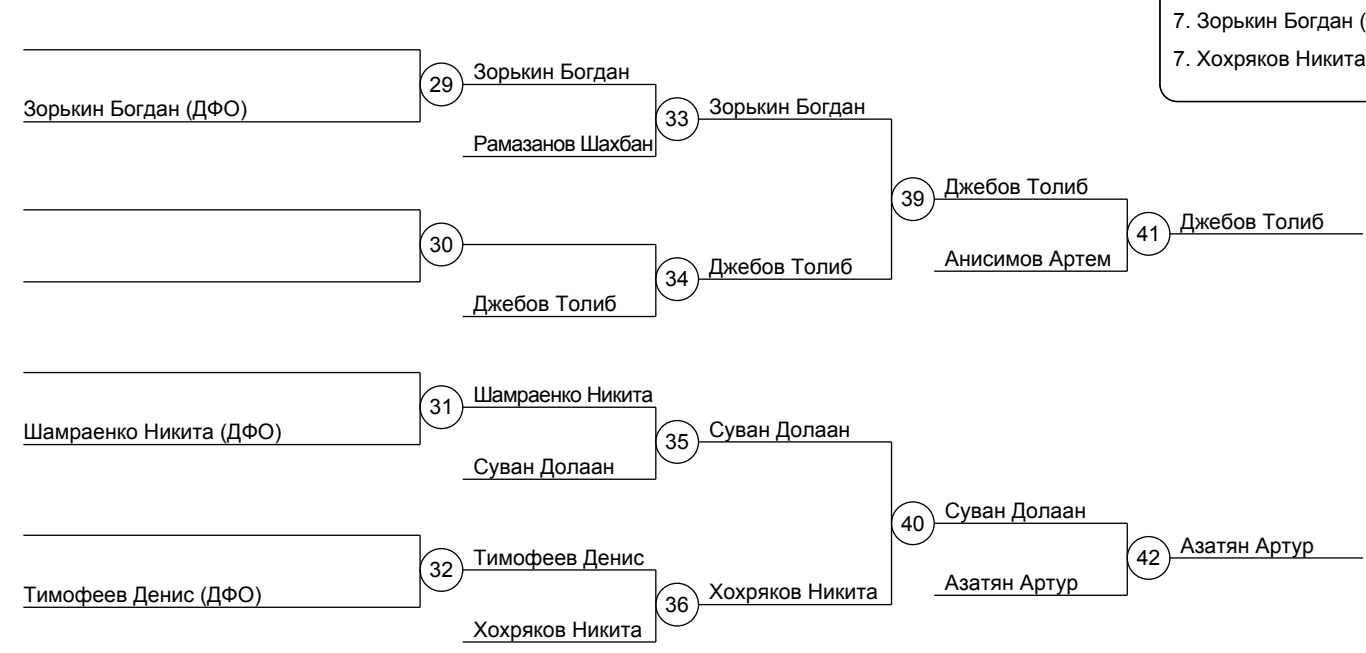 7. Зорькин Богдан (
7. Хохряков Никита
29
Зорькин Богдан
Зорькин Богдан (ДФО)
33
Зорькин Богдан
Рамазанов Шахбан
39
Джебов Толиб
41
Джебов Толиб
30
Анисимов Артем
34
Джебов Толиб
Джебов Толиб
31
Шамраенко Никита
Шамраенко Никита (ДФО)
35
Суван Долаан
Суван Долаан
40
Суван Долаан
42
Азатян Артур
32
Тимофеев Денис
Азатян Артур
Тимофеев Денис (ДФО)
36
Хохряков Никита
Хохряков Никита